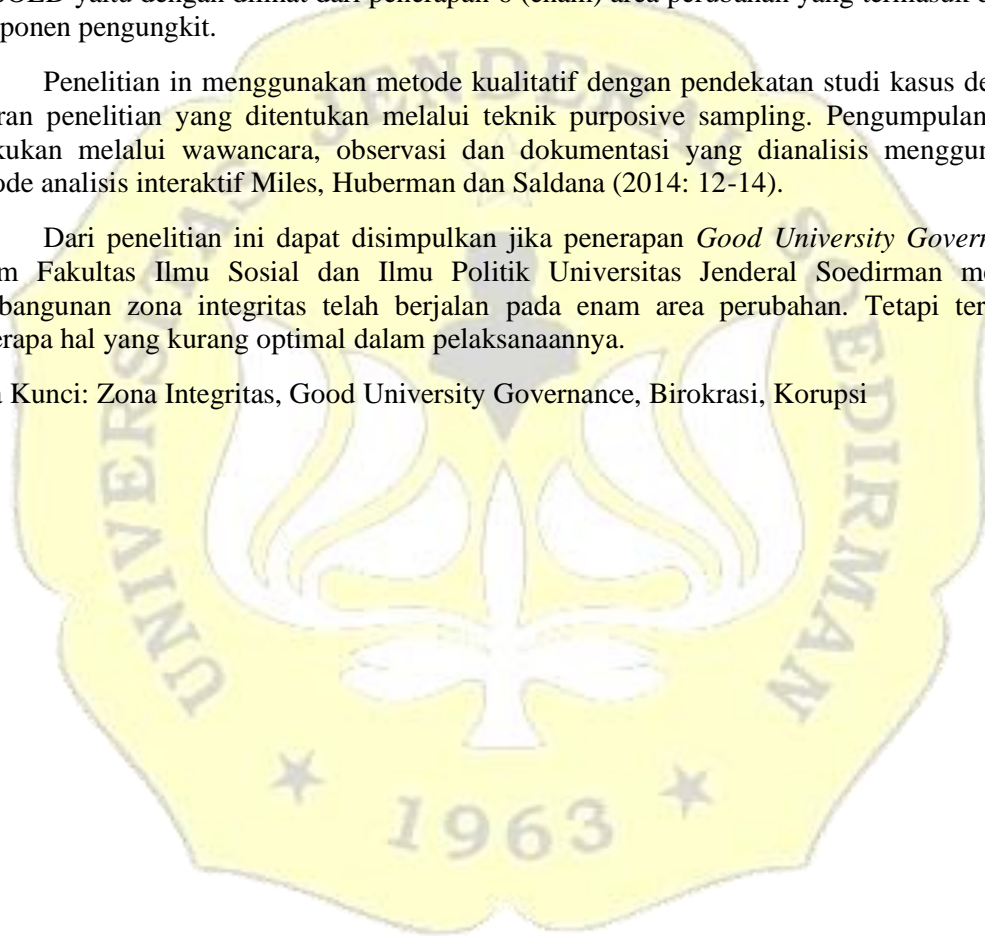 yaitu dengan dilihat dari penerapan 6 (enam) area perubahan yang termasuk
ponen pengungkit.
Penelitian in menggunakan metode kualitatif dengan pendekatan studi kasus de
ran penelitian yang ditentukan melalui teknik purposive sampling. Pengumpulan
kukan melalui wawancara, observasi dan dokumentasi yang dianalisis menggun
ode analisis interaktif Miles, Huberman dan Saldana (2014: 12-14).
Dari penelitian ini dapat disimpulkan jika penerapan Good University Govern
m Fakultas Ilmu Sosial dan Ilmu Politik Universitas Jenderal Soedirman me
bangunan zona integritas telah berjalan pada enam area perubahan. Tetapi ter
erapa hal yang kurang optimal dalam pelaksanaannya.
Kunci: Zona Integritas, Good University Governance, Birokrasi, Korupsi
UNIVERSITAS JENDERAL SOEDIRMAN
1963